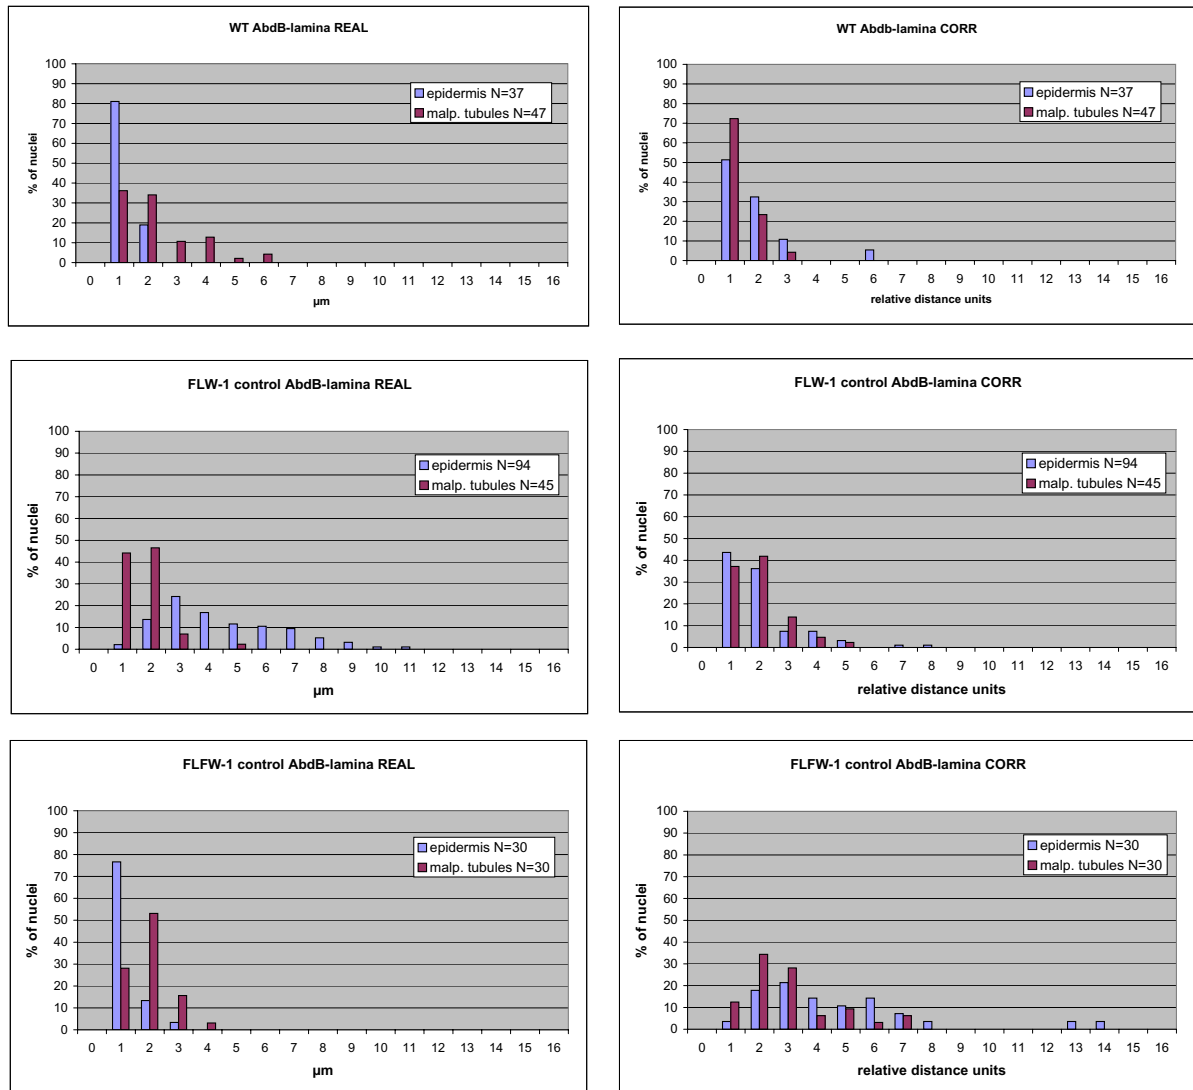 WT AbdB-lamina REAL
% of nuclei
100
90
80
70
60
50
40
30
20
10
0
epidermis N=37
malp. tubules N=47
0 1 2 3 4 5 6 7 8 9 10 11 12 13 14 15 16
µm
WT Abdb-lamina CORR
% of nuclei
100
90
80
70
60
50
40
30
20
10
0
epidermis N=37
malp. tubules N=47
0 1 2 3 4 5 6 7 8 9 10 11 12 13 14 15 16
relative distance units
FLW-1 control AbdB-lamina REAL
% of nuclei
100
90
80
70
60
50
40
30
20
10
0
epidermis N=94
malp. tubules N=45
0 1 2 3 4 5 6 7 8 9 10 11 12 13 14 15 16
µm
FLW-1 control AbdB-lamina CORR
% of nuclei
100
90
80
70
60
50
40
30
20
10
0
epidermis N=94
malp. tubules N=45
0 1 2 3 4 5 6 7 8 9 10 11 12 13 14 15 16
relative distance units
FLFW-1 control AbdB-lamina REAL
% of nuclei
100
90
80
70
60
50
40
30
20
10
0
epidermis N=30
malp. tubules N=30
0 1 2 3 4 5 6 7 8 9 10 11 12 13 14 15 16
µm
FLFW-1 control AbdB-lamina CORR
% of nuclei
100
90
80
70
60
50
40
30
20
10
0
epidermis N=30
malp. tubules N=30
0 1 2 3 4 5 6 7 8 9 10 11 12 13 14 15 16
relative distance units